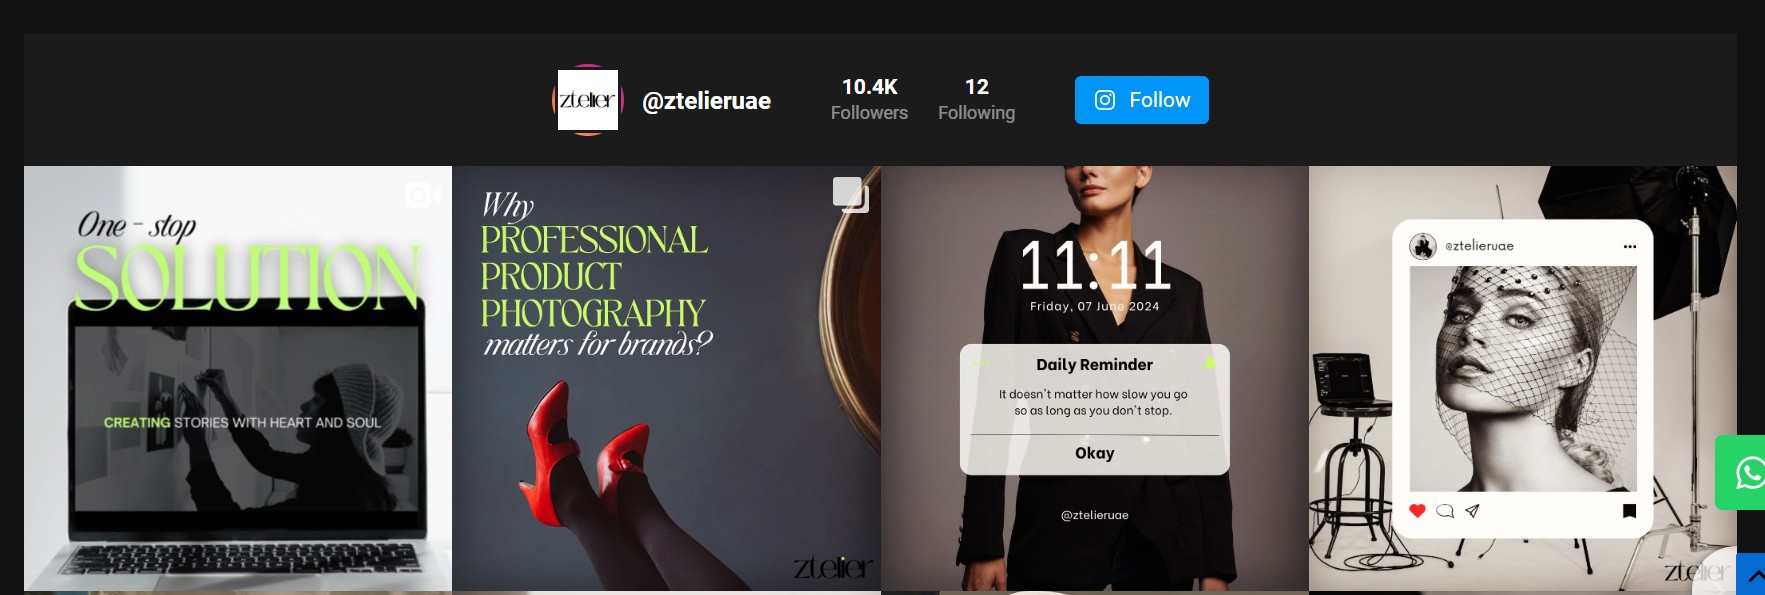 ztelier
@ztelieruae
10.4K
Followers
12
Following
Follow
One - stop
SOLUTION
CREATING STORIES WITH HEART AND SOUL
Why
PROFESSIONAL
PRODUCT
PHOTOGRAPHY
matters for brands?
ztelier
11:11
Friday, 07 June 2024
Daily Reminder
It doesn't matter how slow you go
so as long as you don't stop.
Okay
@ztelieruae
@ztelieruae
ztelier